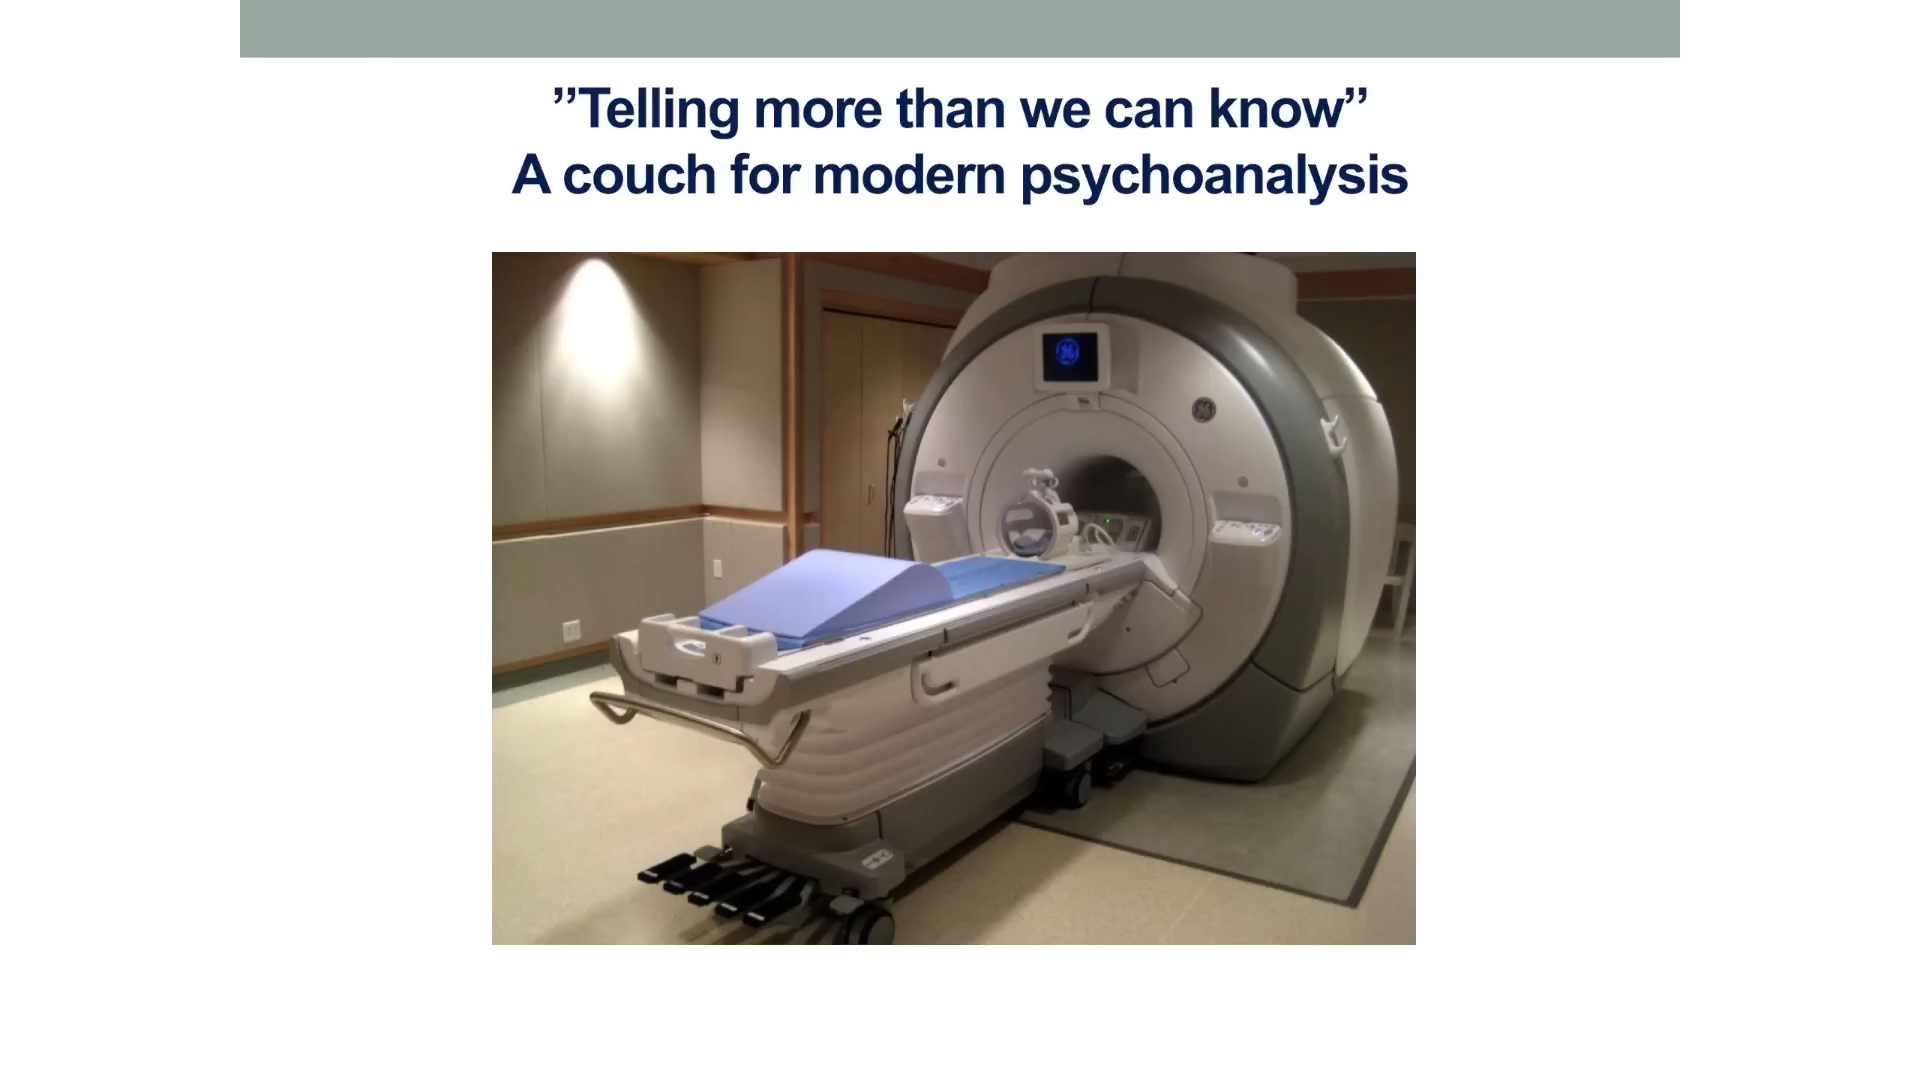 ”Telling more than we can know”
A couch for modern psychoanalysis